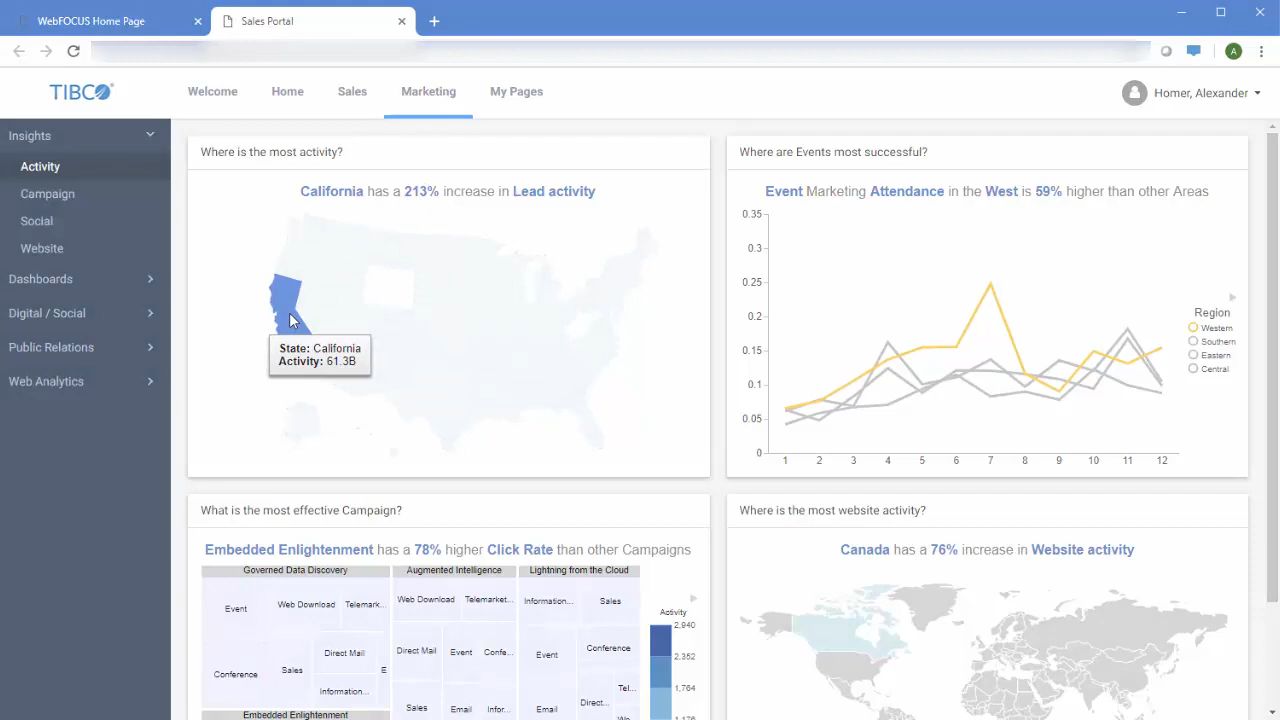 WebFOCUS Home Page
Sales Portal
A
TIBCO
Welcome
Home
Sales
Marketing
My Pages
Homer, Alexander
Insights
Activity
Campaign
Social
Website
Dashboards
Digital / Social
Public Relations
Web Analytics
Where is the most activity?
California has a 213% increase in Lead activity
State: California
Activity: 61.3B
Where are Events most successful?
Event Marketing Attendance in the West is 59% higher than other Areas
0.35
0.3
0.25
0.2
0.15
0.1
0.05
0
1 2 3 4 5 6 7 8 9 10 11 12
Region
Western
Southern
Eastern
Central
What is the most effective Campaign?
Embedded Enlightenment has a 78% higher Click Rate than other Campaigns
Governed Data Discovery
Event
Web Download
Telemark...
Conference
Sales
Direct Mail
E
Information...
Embedded Enlightenment
Augmented Intelligence
Web Download
Telemarket...
Direct Mail
Event
Confe...
Sales
Email
Infor...
Lightning from the Cloud
Information...
Sales
Event
Conference
Email
Direct...
Tel...
Activity
2,940
2,352
1,764
Where is the most website activity?
Canada has a 76% increase in Website activity